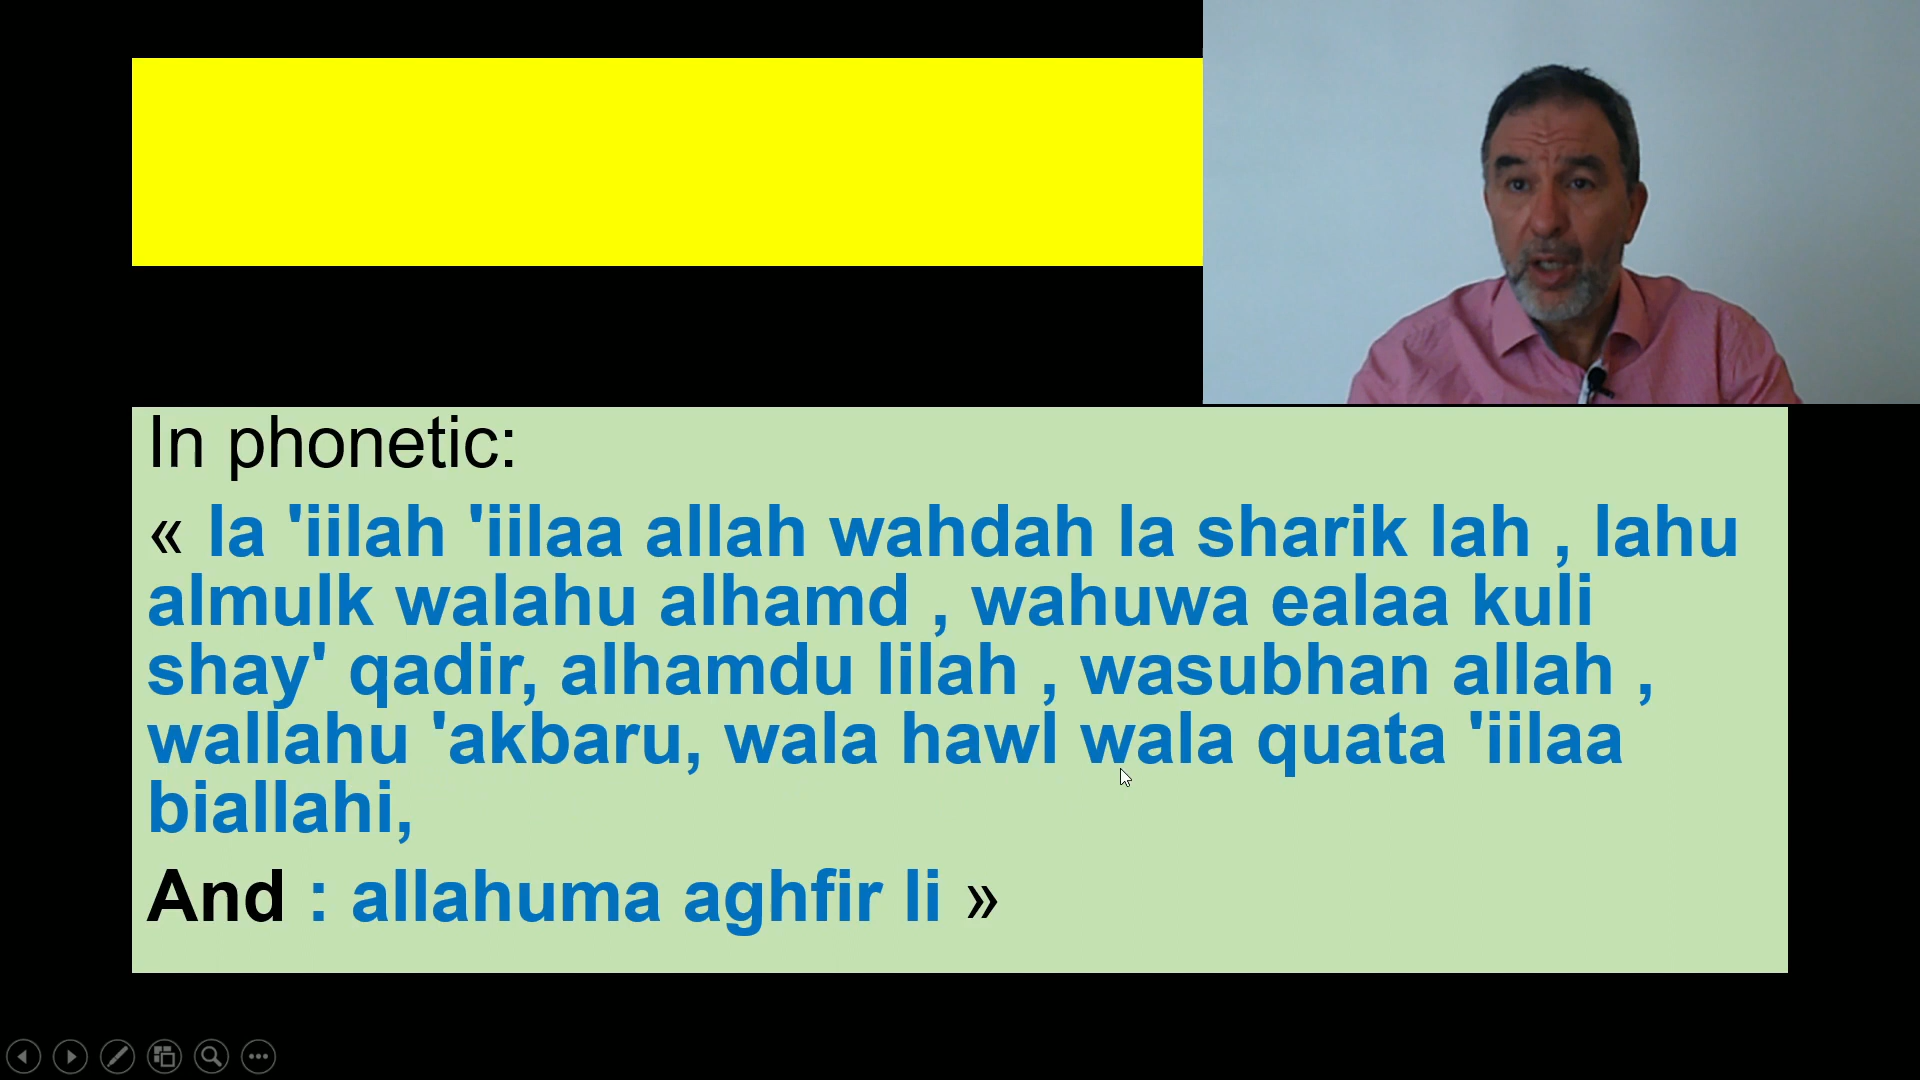 In phonetic:
« la 'iilah 'iilaa allah wahdah la sharik lah , lahu
almulk walahu alhamd , wahuwa ealaa kuli
shay' qadir, alhamdu lilah , wasubhan allah ,
wallahu 'akbaru, wala hawl wala quata 'iilaa
biallahi,
And : allahuma aghfir li »